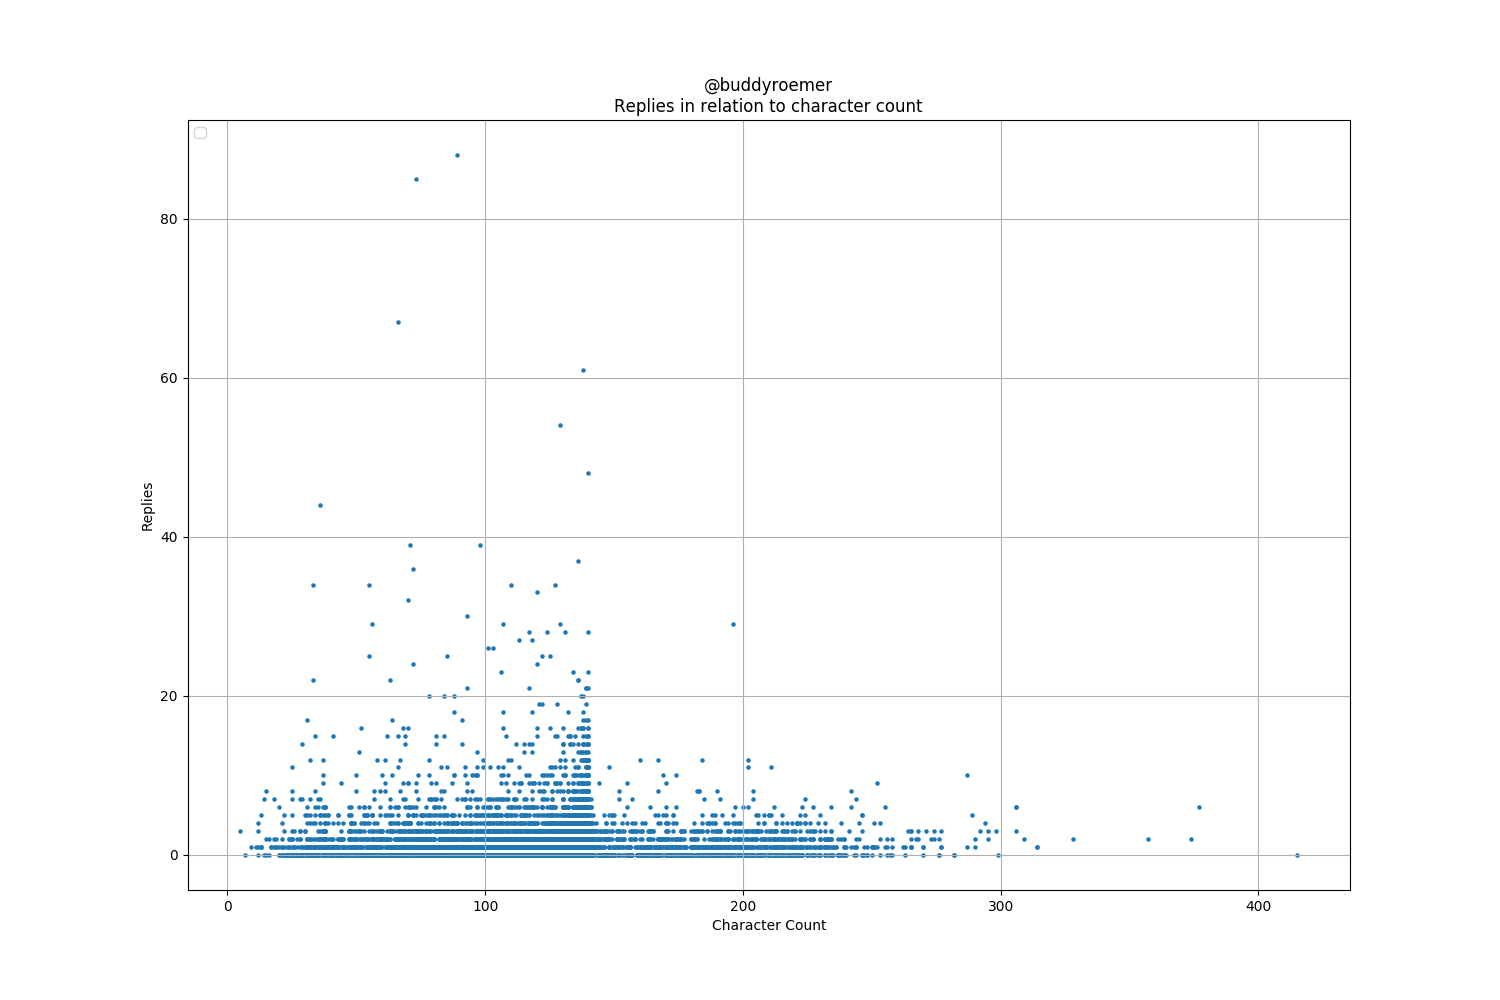 @buddyroemer
Replies in relation to character count
80
60
40
20
0
Replies
0 100 200 300 400
Character Count